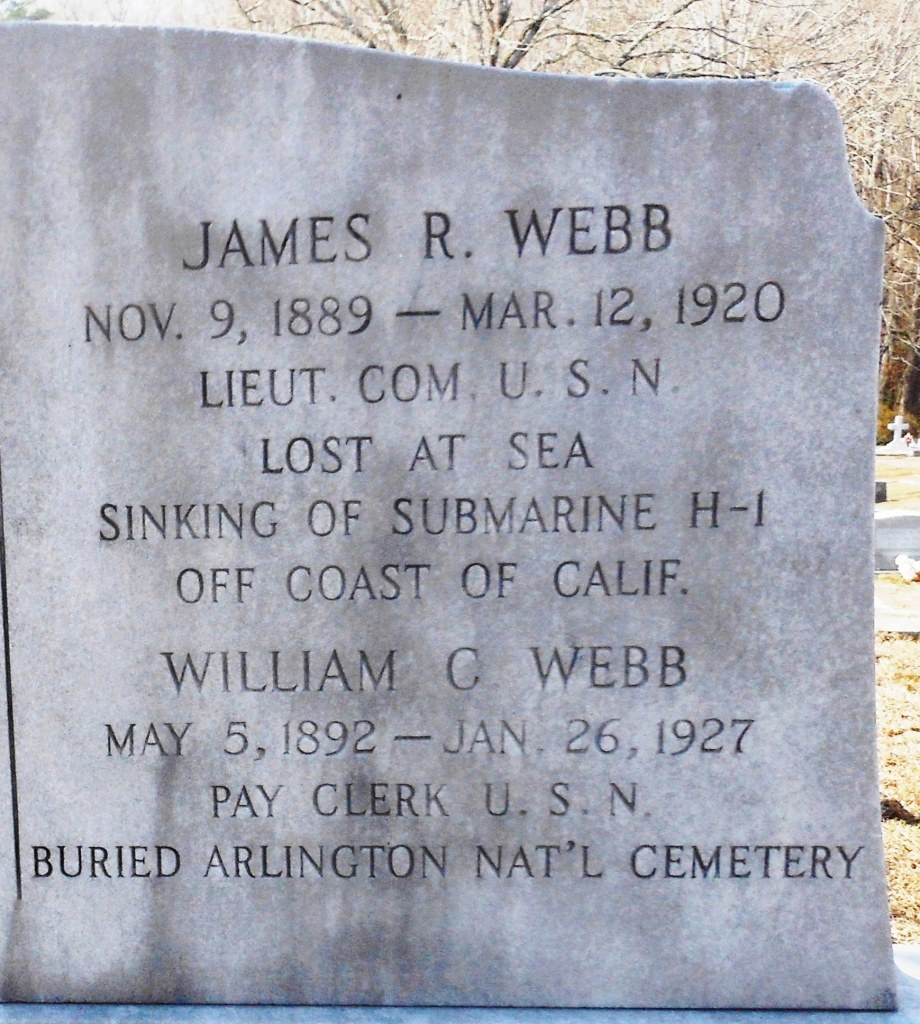 JAMES R. WEBB
NOV. 9, 1889 — MAR. 12, 1920
LIEUT. COM. U. S. N.
LOST AT SEA
SINKING OF SUBMARINE H-1
OFF COAST OF CALIF.
WILLIAM C WEBB
MAY 5, 1892 — JAN. 26, 1927
PAY CLERK U. S. N.
BURIED ARLINGTON NAT'L CEMETERY